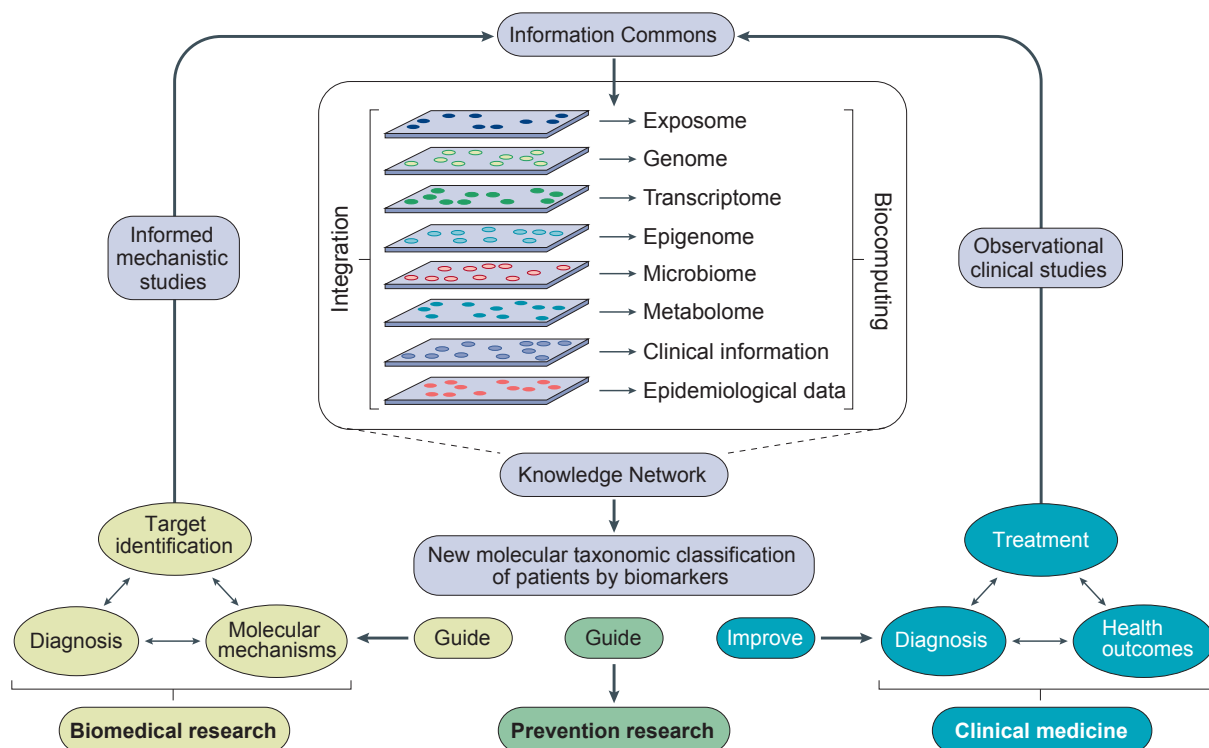 Information Commons
Integration
Exposome
Genome
Transcriptome
Epigenome
Microbiome
Metabolome
Clinical information
Epidemiological data
Biocomputing
Informed
mechanistic
studies
Observational
clinical studies
Knowledge Network
New molecular taxonomic classification
of patients by biomarkers
Target
identification
Diagnosis
Molecular
mechanisms
Guide
Guide
Improve
Treatment
Diagnosis
Health
outcomes
Biomedical research
Prevention research
Clinical medicine